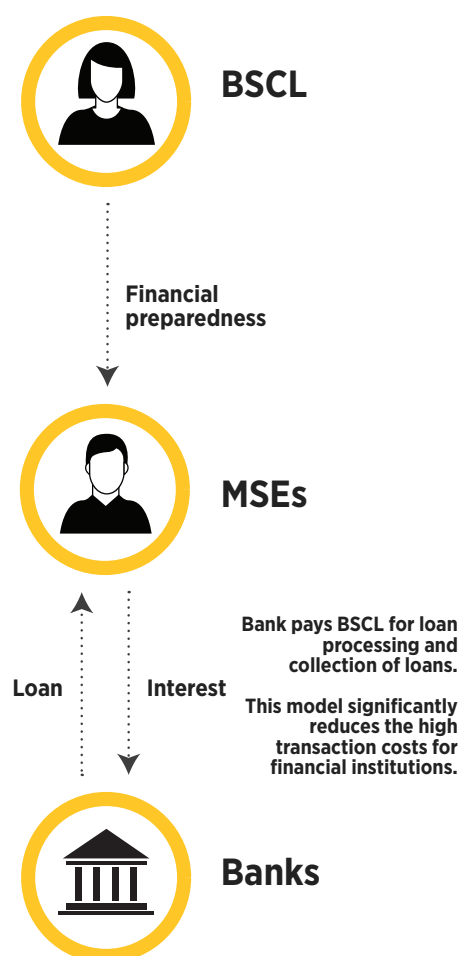 BSCL
Financial
preparedness
MSEs
Loan
Interest
Bank pays BSCL for loan
processing and
collection of loans.
This model significantly
reduces the high
transaction costs for
financial institutions.
Banks